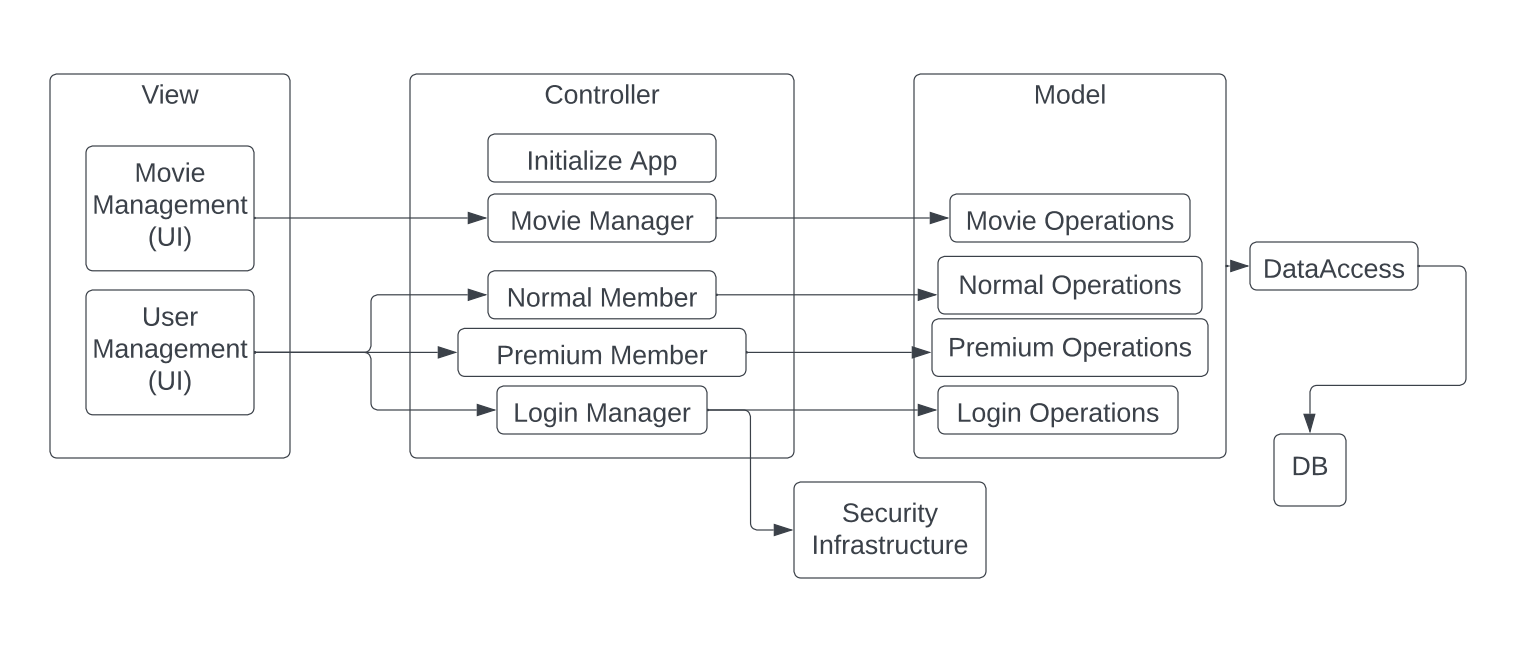 View
Movie
Management
(UI)
User
Management
(UI)
Controller
Initialize App
Movie Manager
Normal Member
Premium Member
Login Manager
Model
Movie Operations
Normal Operations
Premium Operations
Login Operations
Security
Infrastructure
DataAccess
DB